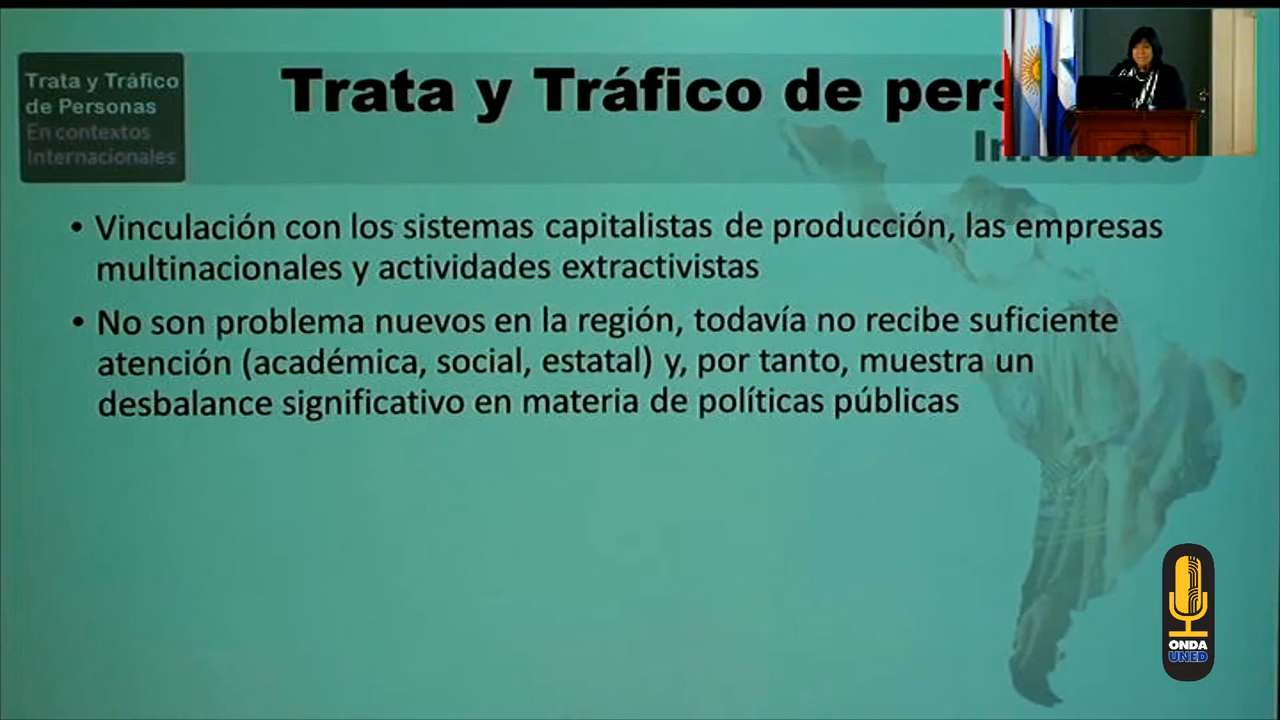 Trata y Tráfico
de Personas
En contextos
Internacionales
Trata y Tráfico de pers
• Vinculación con los sistemas capitalistas de producción, las empresas
multinacionales y actividades extractivistas
• No son problema nuevos en la región, todavía no recibe suficiente
atención (académica, social, estatal) y, por tanto, muestra un
desbalance significativo en materia de políticas públicas
ONDA
UNED